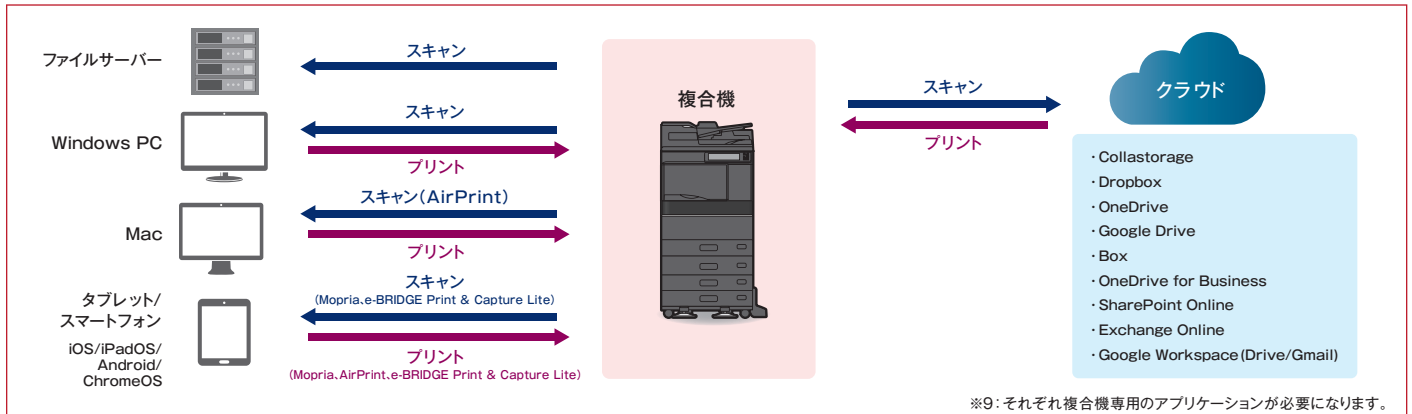 ファイルサーバー
スキャン
Windows PC
スキャン
プリント
Mac
スキャン(AirPrint)
プリント
タブレット/
スマートフォン
iOS/iPadOS/
Android/
ChromeOS
スキャン
(Mopria、e-BRIDGE Print & Capture Lite)
プリント
(Mopria、AirPrint、e-BRIDGE Print & Capture Lite)
複合機
スキャン
プリント
クラウド
・Collastorage
・Dropbox
・OneDrive
・Google Drive
・Box
・OneDrive for Business
・SharePoint Online
・Exchange Online
・Google Workspace(Drive/Gmail)
※9：それぞれ複合機専用のアプリケーションが必要になります。